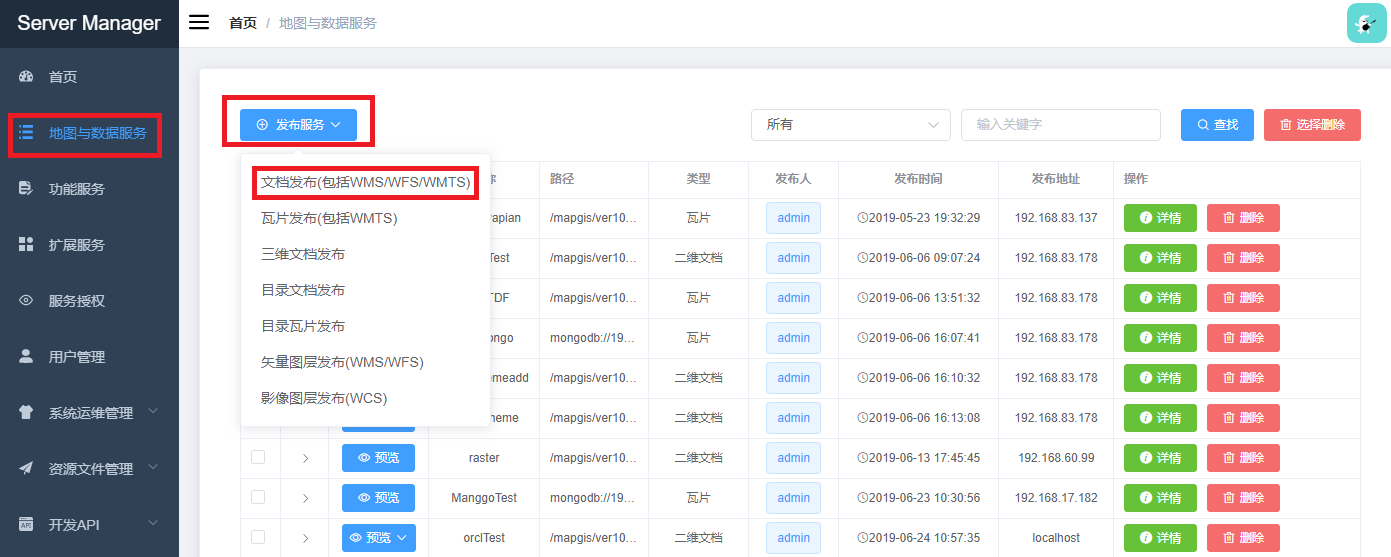 Server Manager
首页 / 地图与数据服务
首页
地图与数据服务
功能服务
扩展服务
服务授权
用户管理
系统运维管理
资源文件管理
开发API
发布服务
所有
输入关键字
查找
选择删除
文档发布(包括WMS/WFS/WMTS)
瓦片发布(包括WMTS)
三维文档发布
目录文档发布
目录瓦片发布
矢量图层发布(WMS/WFS)
影像图层发布(WCS)
路径 类型 发布人 发布时间 发布地址 操作
apian /mapgis/ver10... 瓦片 admin 2019-05-23 19:32:29 192.168.83.137 详情 删除
Test /mapgis/ver10... 二维文档 admin 2019-06-06 09:07:24 192.168.83.178 详情 删除
TDF /mapgis/ver10... 瓦片 admin 2019-06-06 13:51:32 192.168.83.178 详情 删除
ongo mongodb://19... 瓦片 admin 2019-06-06 16:07:41 192.168.83.178 详情 删除
emeadd /mapgis/ver10... 二维文档 admin 2019-06-06 16:10:32 192.168.83.178 详情 删除
neme /mapgis/ver10... 二维文档 admin 2019-06-06 16:13:08 192.168.83.178 详情 删除
预览 raster /mapgis/ver10... 二维文档 admin 2019-06-13 17:45:45 192.168.60.99 详情 删除
预览 ManggoTest mongodb://19... 瓦片 admin 2019-06-23 10:30:56 192.168.17.182 详情 删除
预览 orclTest /mapgis/ver10... 二维文档 admin 2019-06-24 10:57:35 localhost 详情 删除